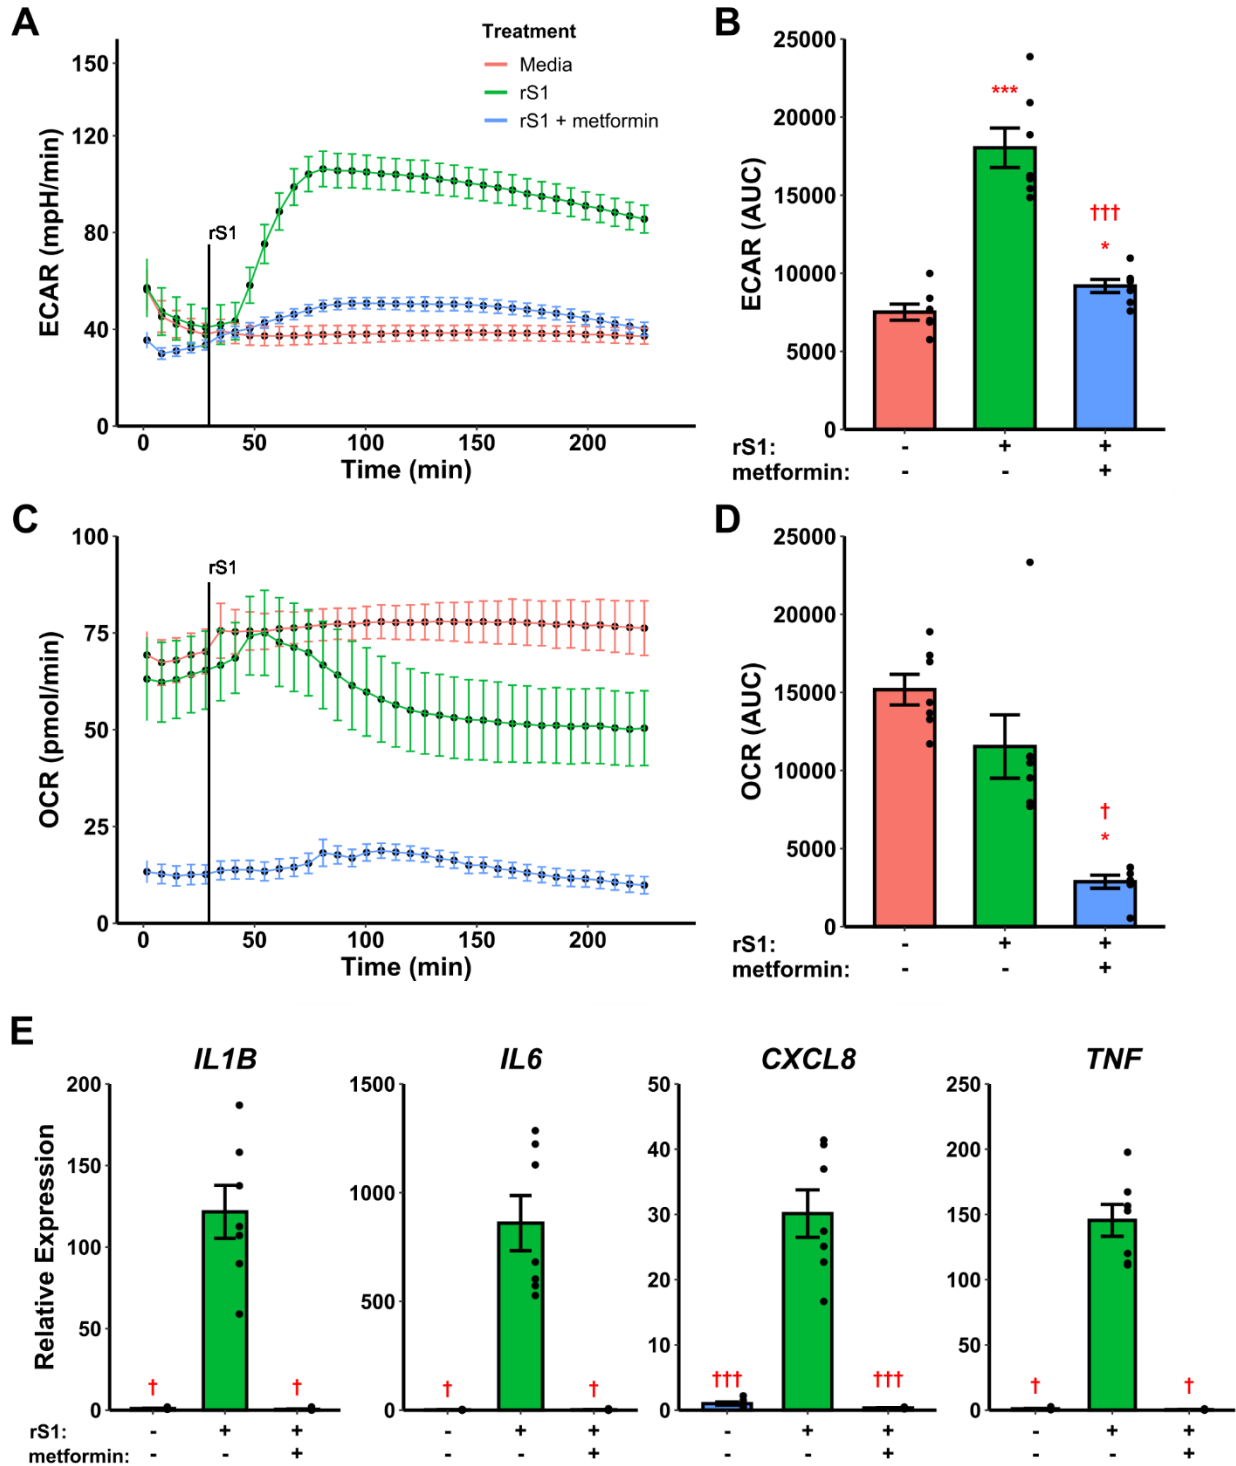 A
Treatment
Media
rS1
rS1 + metformin
ECAR (mpH/min)
150
120
80
40
0
rS1
0 50 100 150 200
Time (min)
B
ECAR (AUC)
25000
20000
15000
10000
5000
0
***
†††
*
rS1: - + +
metformin: - - +
C
OCR (pmol/min)
100
75
50
25
0
rS1
0 50 100 150 200
Time (min)
D
OCR (AUC)
25000
20000
15000
10000
5000
0
†
*
rS1: - + +
metformin: - - +
E
Relative Expression
IL1B
200
150
100
50
0
† †
rS1: - + +
metformin: - - +
IL6
1500
1000
500
0
† †
- + +
- - +
CXCL8
50
40
30
20
10
0
††† †††
- + +
- - +
TNF
250
200
150
100
50
0
† †
- + +
- - +